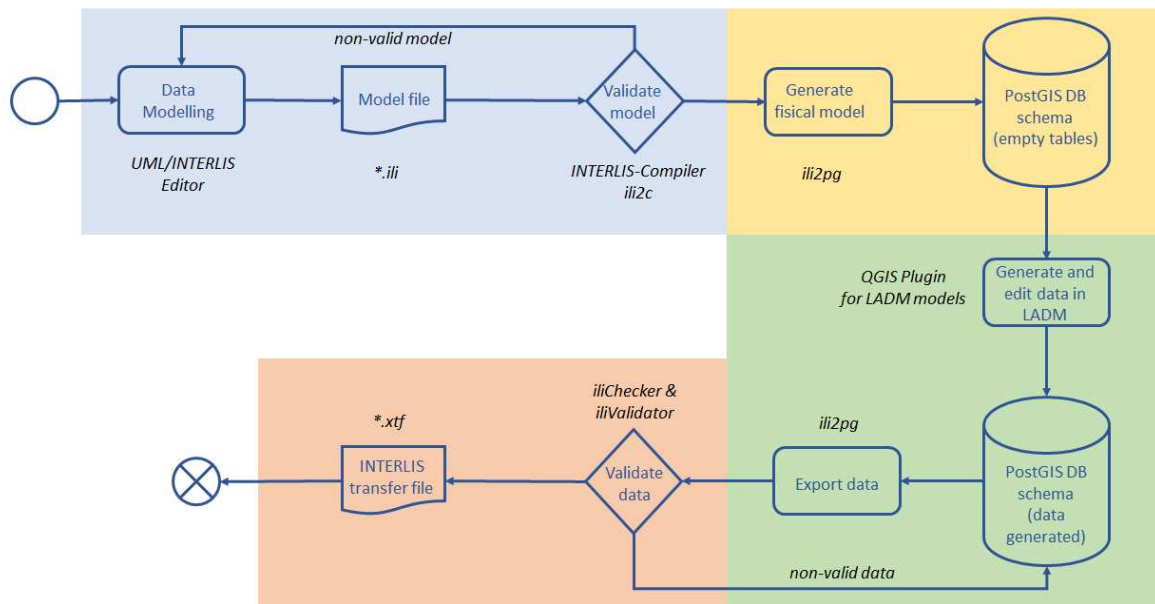 non-valid model
Data
Modelling
Model file
Validate
model
Generate
fisical model
PostGIS DB
schema
(empty tables)
UML/INTERLIS
Editor
*.ili
INTERLIS-Compiler
ili2c
ili2pg
QGIS Plugin
for LADM models
Generate and
edit data in
LADM
iliChecker &
iliValidator
*.xtf
ili2pg
INTERLIS
transfer file
Validate
data
Export data
PostGIS DB
schema
(data
generated)
non-valid data